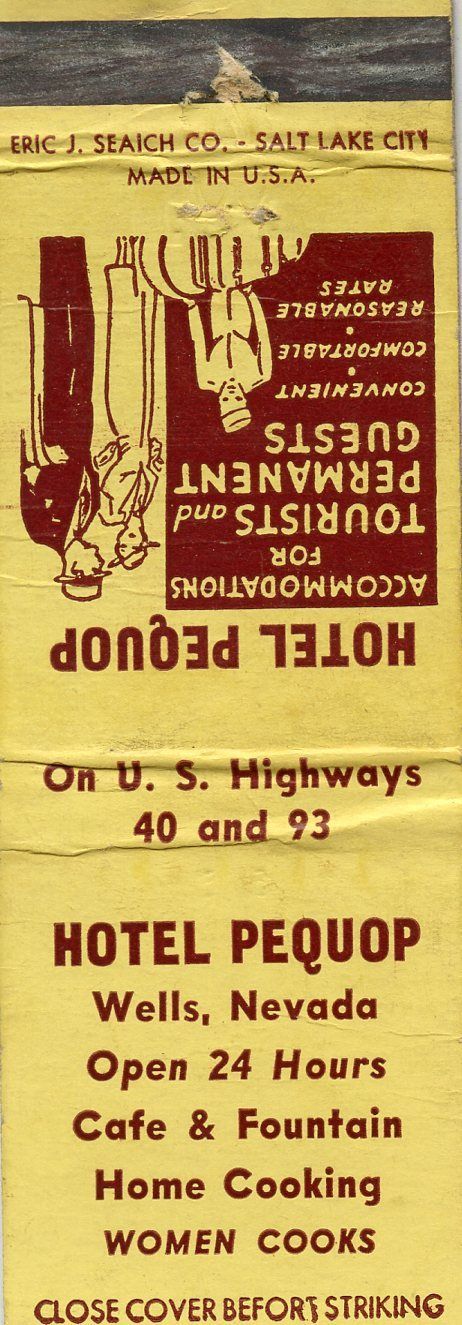 ERIC J. SEAICH CO. - SALT LAKE CITY
MADE IN U.S.A.
HOTEL PEQUOP
ACCOMMODATIONS
FOR
TOURISTS and
PERMANENT
GUESTS
CONVENIENT
•
COMFORTABLE
•
REASONABLE
RATES
On U. S. Highways
40 and 93
HOTEL PEQUOP
Wells, Nevada
Open 24 Hours
Cafe & Fountain
Home Cooking
WOMEN COOKS
CLOSE COVER BEFORE STRIKING